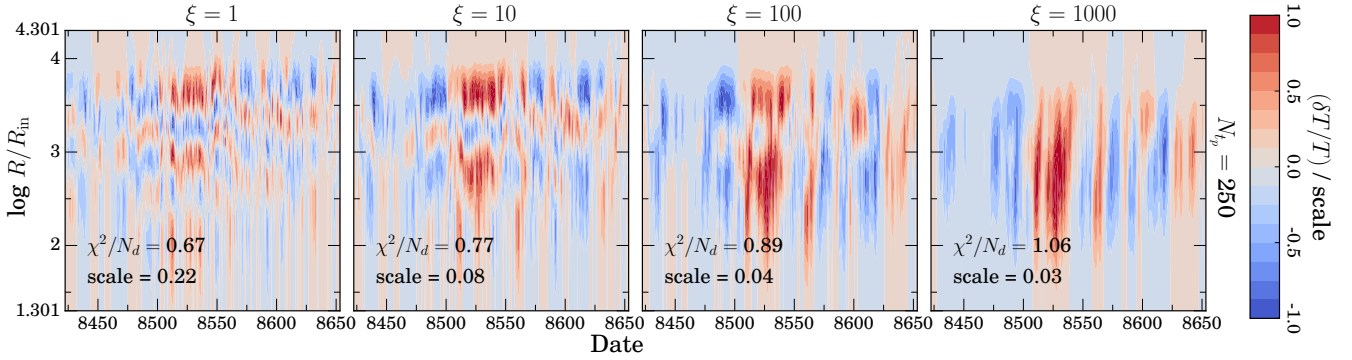 ξ = 1
ξ = 10
ξ = 100
ξ = 1000
4.301
4
3
2
1.301
log R/R_in
χ²/N_d = 0.67
scale = 0.22
χ²/N_d = 0.77
scale = 0.08
χ²/N_d = 0.89
scale = 0.04
χ²/N_d = 1.06
scale = 0.03
8450 8500 8550 8600 8650
8450 8500 8550 8600 8650
8450 8500 8550 8600 8650
8450 8500 8550 8600 8650
Date
N_{t_p} = 250
1.0
0.5
0.0
-0.5
-1.0
(δT/T) / scale